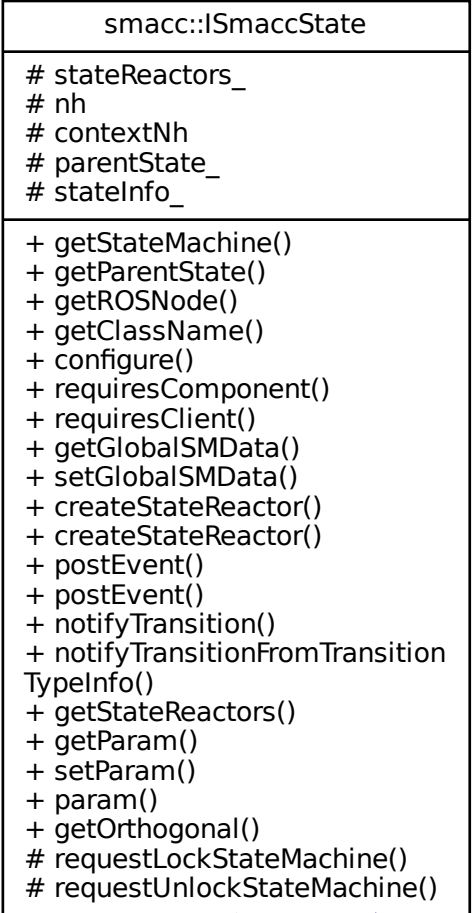 smacc::ISmaccState
# stateReactors_
# nh
# contextNh
# parentState_
# stateInfo_
+ getStateMachine()
+ getParentState()
+ getROSNode()
+ getClassName()
+ configure()
+ requiresComponent()
+ requiresClient()
+ getGlobalSMData()
+ setGlobalSMData()
+ createStateReactor()
+ createStateReactor()
+ postEvent()
+ postEvent()
+ notifyTransition()
+ notifyTransitionFromTransition
TypeInfo()
+ getStateReactors()
+ getParam()
+ setParam()
+ param()
+ getOrthogonal()
# requestLockStateMachine()
# requestUnlockStateMachine()